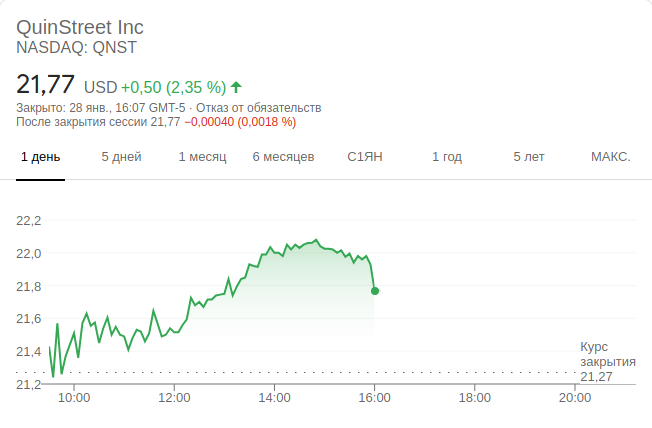 QuinStreet Inc
NASDAQ: QNST
21,77 USD +0,50 (2,35 %)
Закрыто: 28 янв., 16:07 GMT-5 · Отказ от обязательств
После закрытия сессии 21,77 −0,00040 (0,0018 %)
1 день 5 дней 1 месяц 6 месяцев С1ЯН 1 год 5 лет МАКС.
22,2
22,0
21,8
21,6
21,4
21,2
Курс
закрытия
21,27
10:00 12:00 14:00 16:00 18:00 20:00